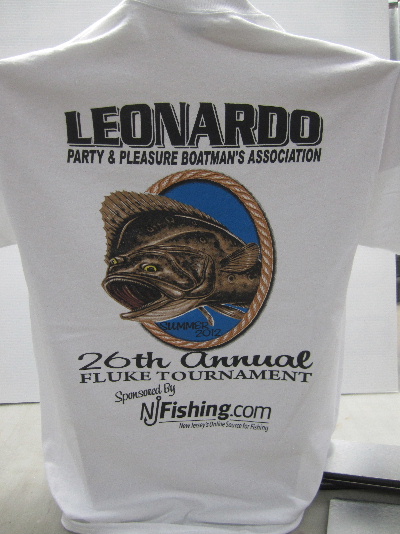 LEONARDO
PARTY & PLEASURE BOATMAN'S ASSOCIATION
SUMMER
2012
26th Annual
FLUKE TOURNAMENT
Sponsored By
NJFishing.com
New Jersey's Online Source for Fishing